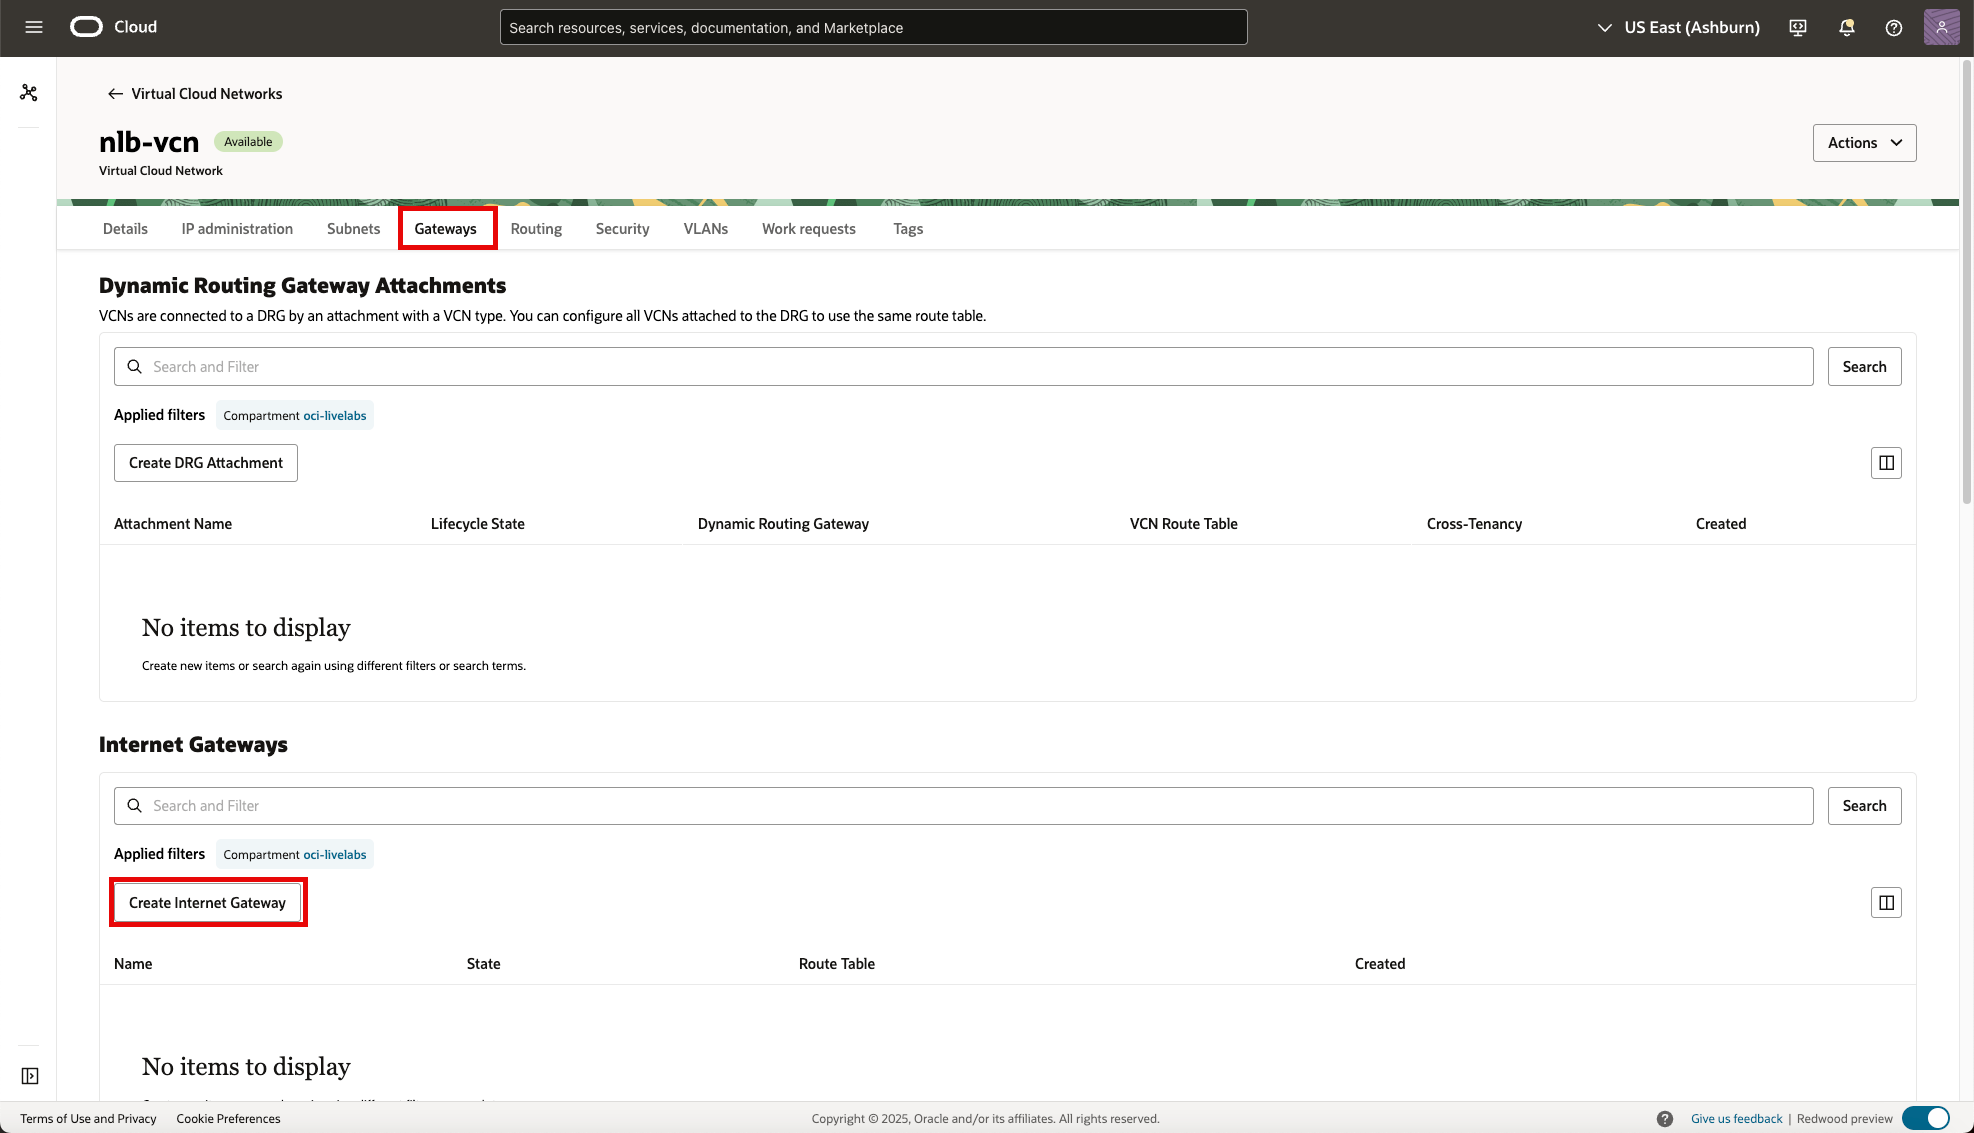 Cloud
Search resources, services, documentation, and Marketplace
US East (Ashburn)
Virtual Cloud Networks
nlb-vcn Available
Virtual Cloud Network
Actions
Details IP administration Subnets Gateways Routing Security VLANs Work requests Tags
Dynamic Routing Gateway Attachments
VCNs are connected to a DRG by an attachment with a VCN type. You can configure all VCNs attached to the DRG to use the same route table.
Search and Filter Search
Applied filters Compartment oci-livelabs
Create DRG Attachment
Attachment Name Lifecycle State Dynamic Routing Gateway VCN Route Table Cross-Tenancy Created
No items to display
Create new items or search again using different filters or search terms.
Internet Gateways
Search and Filter Search
Applied filters Compartment oci-livelabs
Create Internet Gateway
Name State Route Table Created
No items to display
Terms of Use and Privacy Cookie Preferences Copyright © 2025, Oracle and/or its affiliates. All rights reserved. Give us feedback | Redwood preview